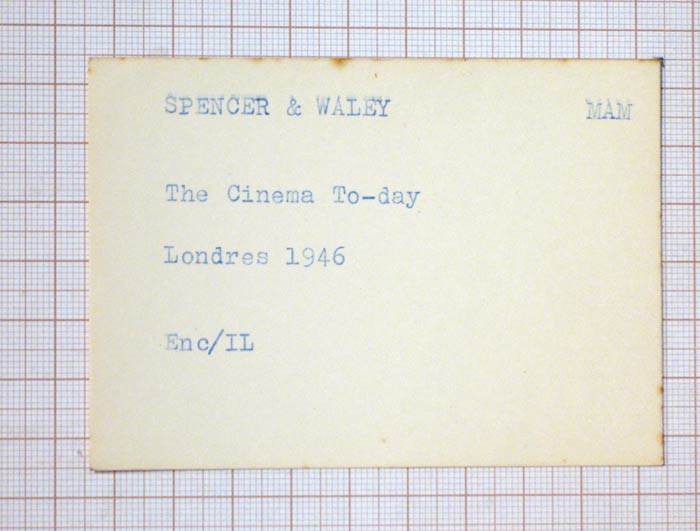 SPENCER & WALEY MAM
The Cinema To-day
Londres 1946
Enc/IL